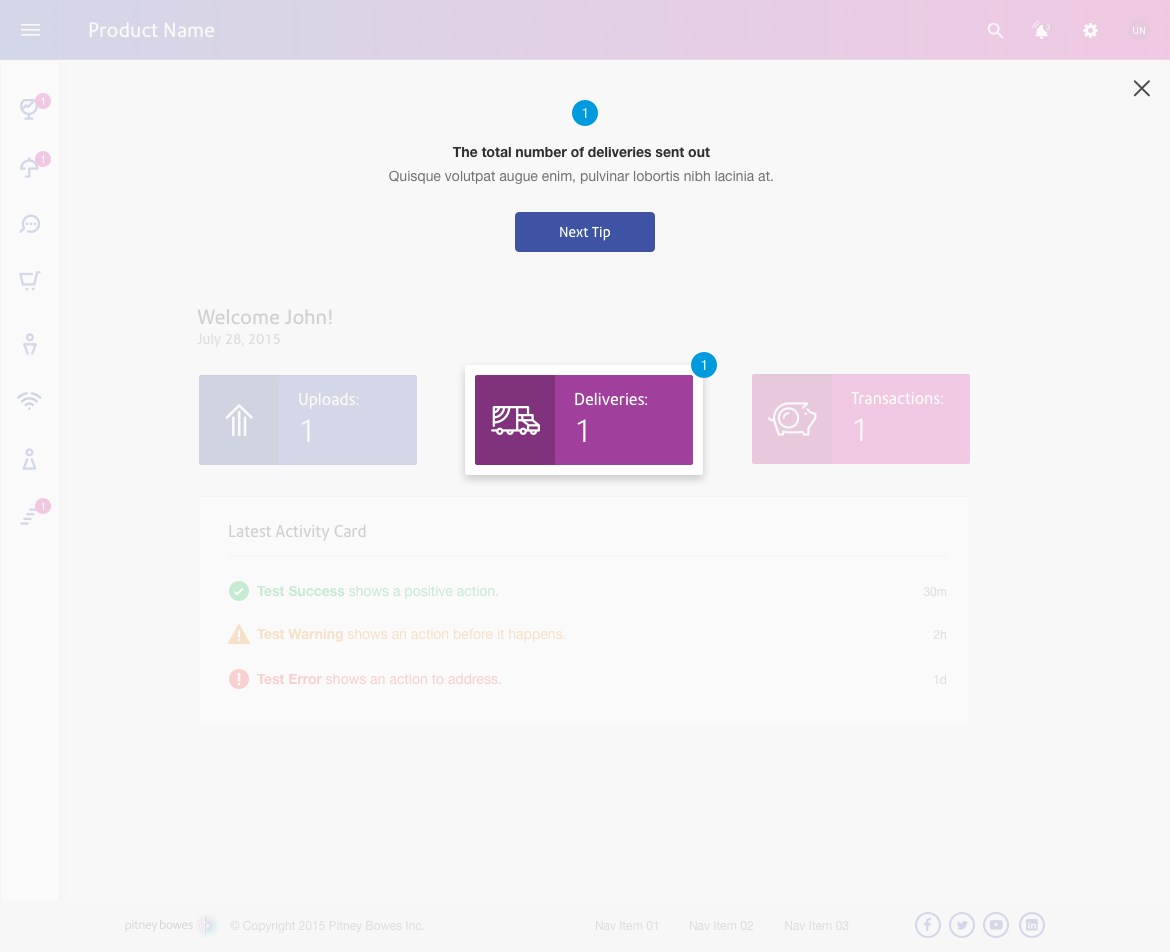 Product Name
1
UN
1
1
1
The total number of deliveries sent out
Quisque volutpat augue enim, pulvinar lobortis nibh lacinia at.
Next Tip
Welcome John!
July 28, 2015
1
Uploads:
1
Deliveries:
1
Transactions:
1
1
Latest Activity Card
Test Success shows a positive action.
30m
Test Warning shows an action before it happens.
2h
Test Error shows an action to address.
1d
pitney bowes
© Copyright 2015 Pitney Bowes Inc.
Nav Item 01
Nav Item 02
Nav Item 03